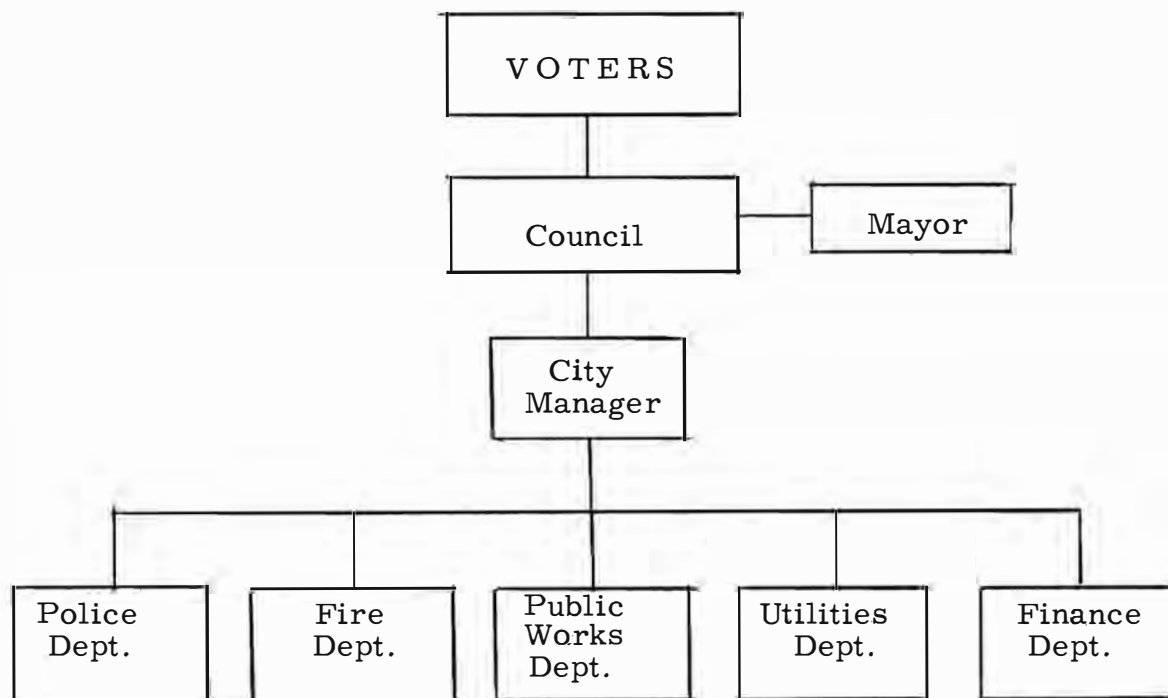 VOTERS
Council
Mayor
City
Manager
Police
Dept.
Fire
Dept.
Public
Works
Dept.
Utilities
Dept.
Finance
Dept.